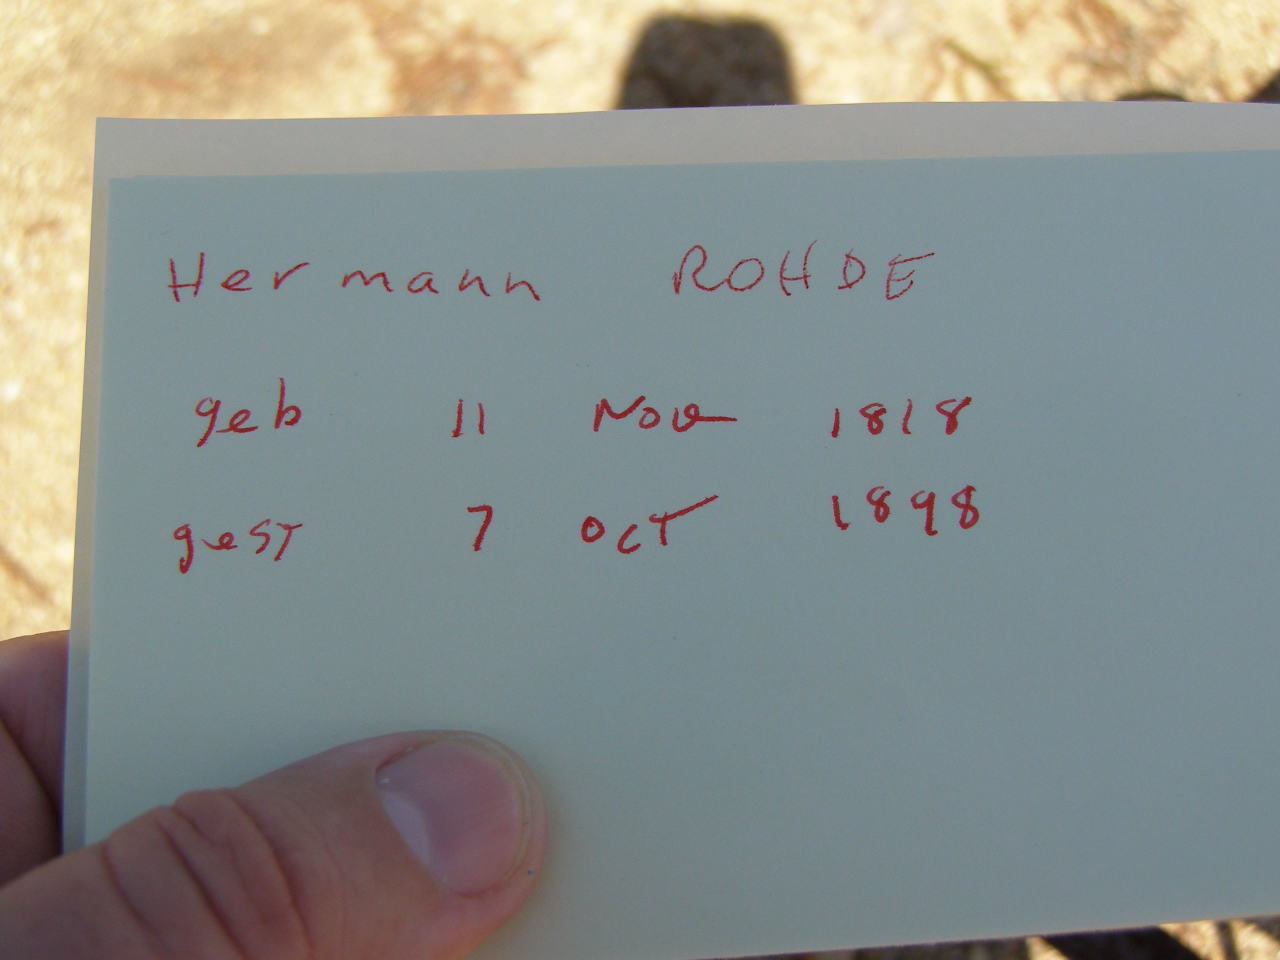 Hermann ROHDE
geb 11 Nov 1818
gest 7 Oct 1898